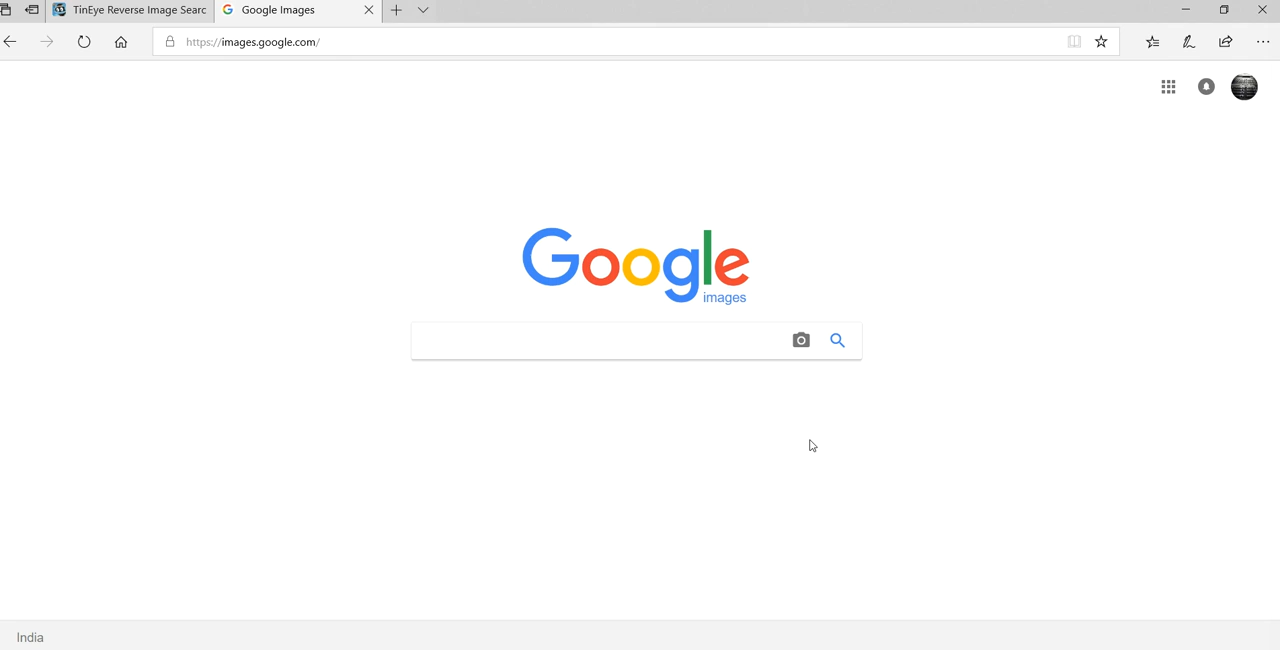 TinEye Reverse Image Searc
Google Images
https://images.google.com/
Google
images
India